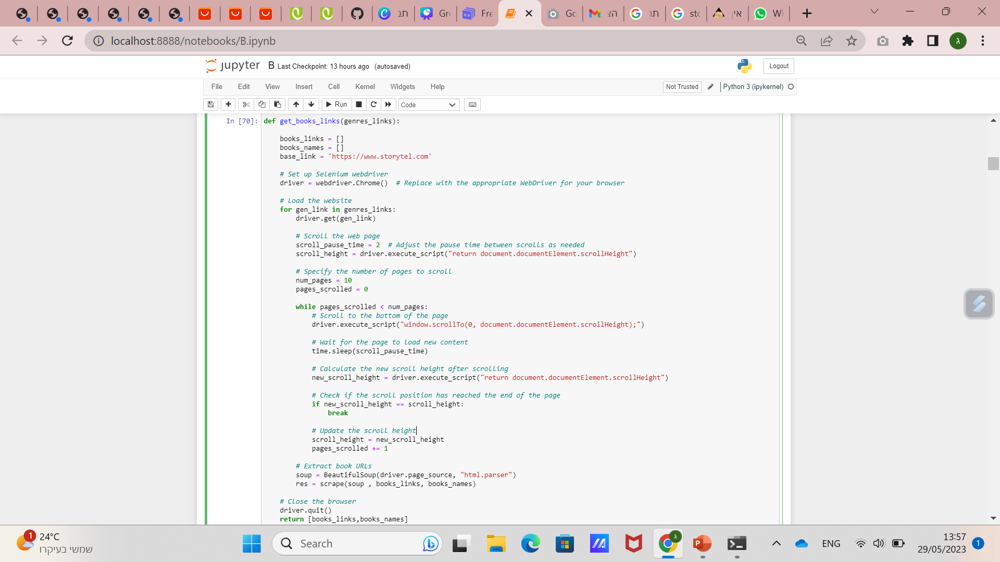 תב
Gr
Fre
Gc
הצ
תר
stc
אין
W
localhost:8888/notebooks/B.ipynb
jupyter B Last Checkpoint: 13 hours ago (autosaved)
Logout
File Edit View Insert Cell Kernel Widgets Help
Not Trusted
Python 3 (ipykernel)
Run
Code
In [70]: def get_books_links(genres_links):
books_links = []
books_names = []
base_link = 'https://www.storytel.com'
# Set up Selenium webdriver
driver = webdriver.Chrome()  # Replace with the appropriate WebDriver for your browser
# Load the website
for gen_link in genres_links:
driver.get(gen_link)
# Scroll the web page
scroll_pause_time = 2  # Adjust the pause time between scrolls as needed
scroll_height = driver.execute_script("return document.documentElement.scrollHeight")
# Specify the number of pages to scroll
num_pages = 10
pages_scrolled = 0
while pages_scrolled < num_pages:
# Scroll to the bottom of the page
driver.execute_script("window.scrollTo(0, document.documentElement.scrollHeight);")
# Wait for the page to load new content
time.sleep(scroll_pause_time)
# Calculate the new scroll height after scrolling
new_scroll_height = driver.execute_script("return document.documentElement.scrollHeight")
# Check if the scroll position has reached the end of the page
if new_scroll_height == scroll_height:
break
# Update the scroll height
scroll_height = new_scroll_height
pages_scrolled += 1
# Extract book URLs
soup = BeautifulSoup(driver.page_source, "html.parser")
res = scrape(soup , books_links, books_names)
# Close the browser
driver.quit()
return [books_links,books_names]
1
24°C
שמשי בעיקרו
Search
ENG
13:57
29/05/2023
1